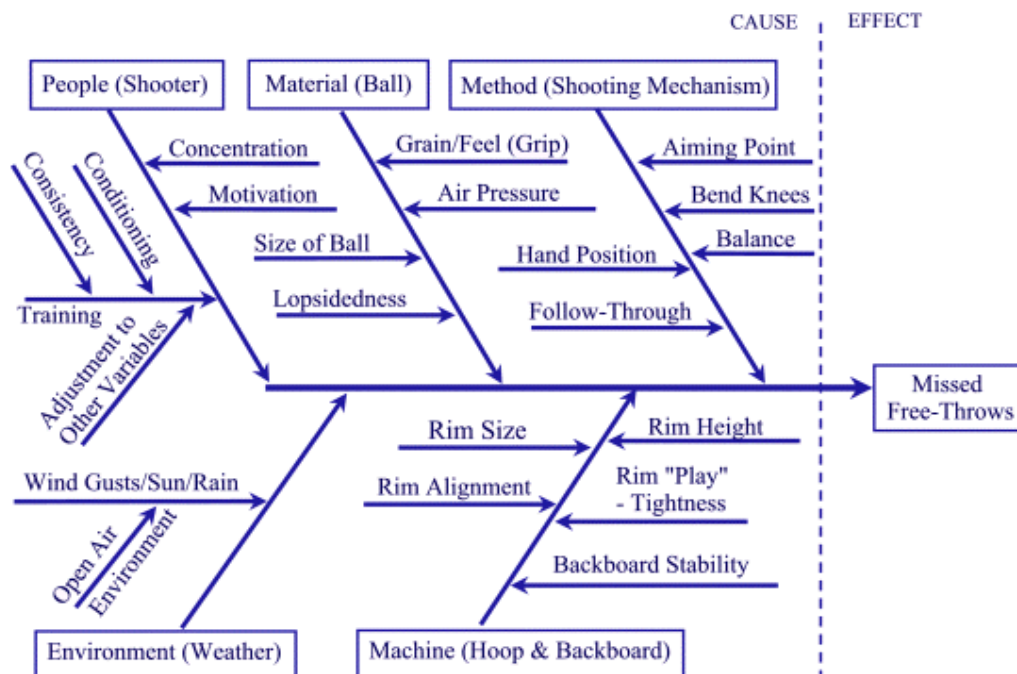 CAUSE
EFFECT
People (Shooter)
Material (Ball)
Method (Shooting Mechanism)
Concentration
Motivation
Consistency
Conditioning
Training
Adjustment to
Other Variables
Grain/Feel (Grip)
Air Pressure
Size of Ball
Lopsidedness
Aiming Point
Bend Knees
Balance
Hand Position
Follow-Through
Missed
Free-Throws
Wind Gusts/Sun/Rain
Open Air
Environment
Rim Size
Rim Height
Rim Alignment
Rim "Play"
- Tightness
Backboard Stability
Environment (Weather)
Machine (Hoop & Backboard)